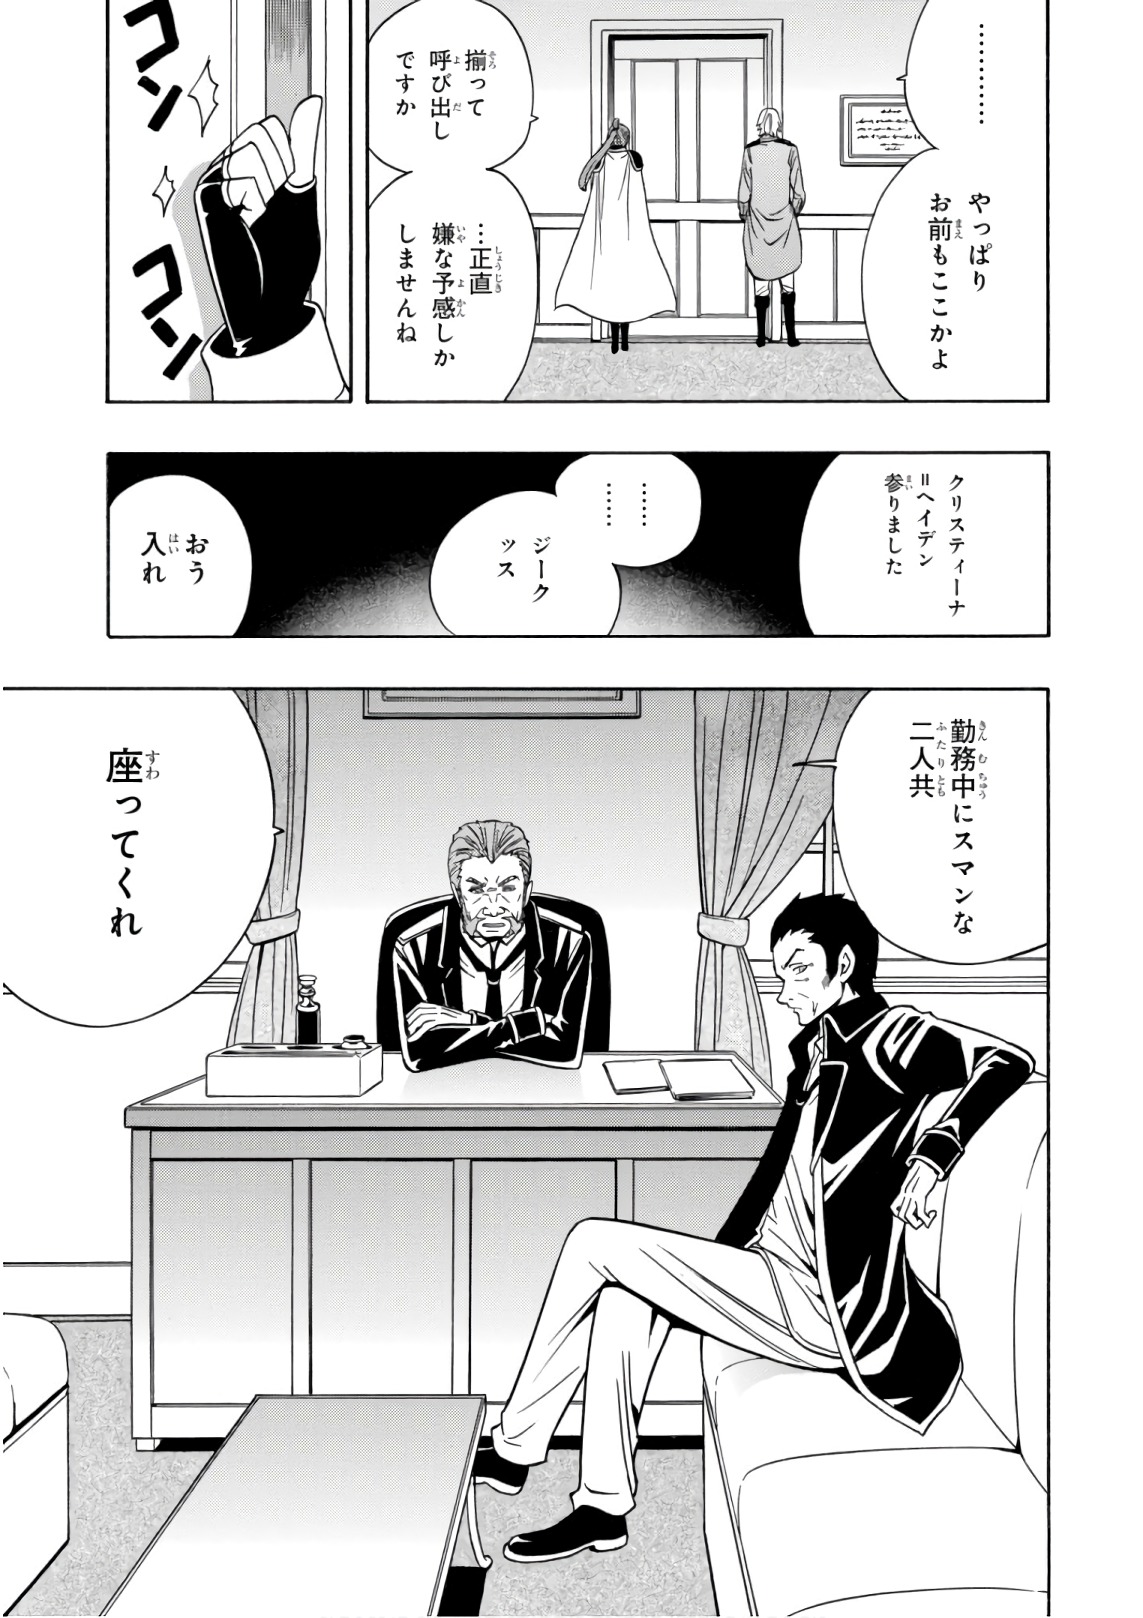 ………
やっぱり
お前もここかよ
揃って
呼び出し
ですか
…正直
嫌な予感しか
しませんね
コンッ
コンッ
クリスティーナ
=ヘイデン
参りました
……
……
ジーク
ッス
おう
入れ
勤務中にスマンな
二人共
座ってくれ